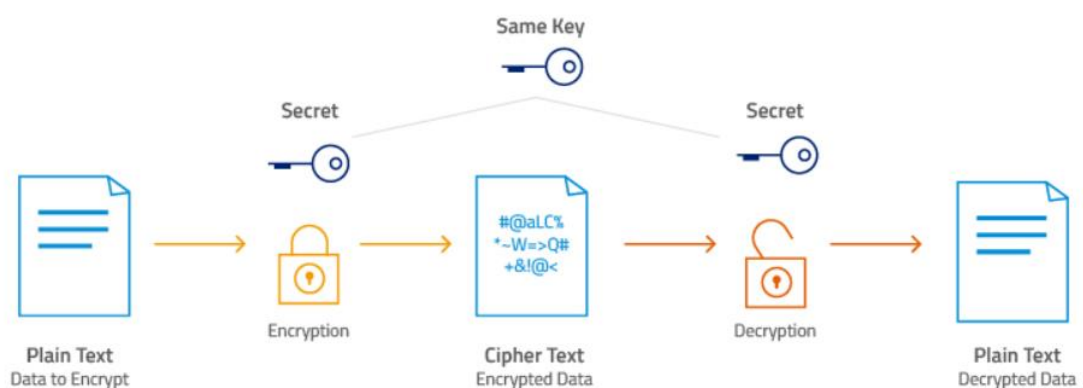 Same Key
Secret
Secret
#@aLC%
*~W=>Q#
+&!@<
Encryption
Decryption
Plain Text
Data to Encrypt
Cipher Text
Encrypted Data
Plain Text
Decrypted Data